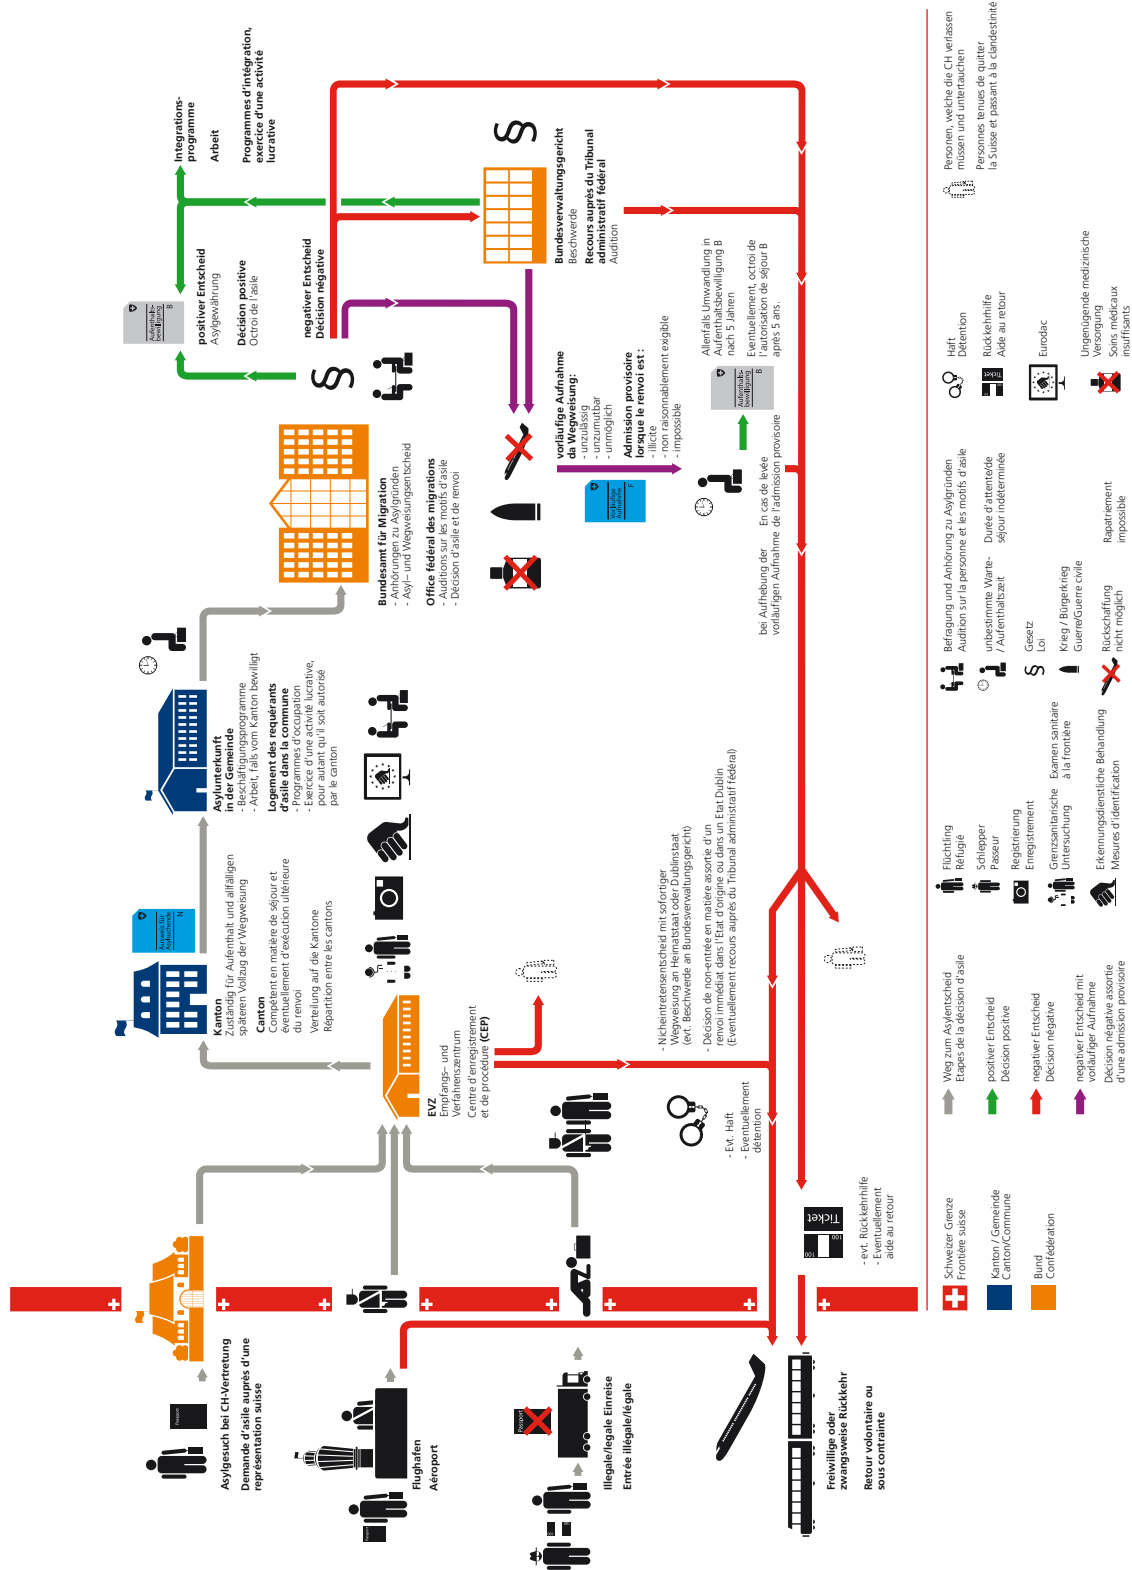 Asylgesuch bei CH-Vertretung
Demande d'asile auprès d'une
représentation suisse
Passport
Flughafen
Aéroport
Passport
Illegale/legale Einreise
Entrée illégale/légale
Passport
Freiwillige oder
zwangsweise Rückkehr
Retour volontaire ou
sous contrainte
EVZ
Empfangs– und
Verfahrenszentrum
Centre d'enregistrement
et de procédure (CEP)
Kanton
Zuständig für Aufenthalt und allfälligen
späteren Vollzug der Wegweisung
Canton
Compétent en matière de séjour et
éventuellement d'exécution ultérieure
du renvoi
Verteilung auf die Kantone
Répartition entre les cantons
Ausweis für
Asylsuchende
N
Asylunterkunft
in der Gemeinde
- Beschäftigungsprogramme
- Arbeit, falls vom Kanton bewilligt
Logement des requérants
d'asile dans la commune
- Programmes d'occupation
- Exercice d'une activité lucrative,
pour autant qu'il soit autorisé
par le canton
Bundesamt für Migration
- Anhörungen zu Asylgründen
- Asyl– und Wegweisungsentscheid
Office fédéral des migrations
- Auditions sur les motifs d'asile
- Décision d'asile et de renvoi
Aufenthalts-
bewilligung
B
positiver Entscheid
Asylgewährung
Décision positive
Octroi de l'asile
Integrations-
programme
Arbeit
Programmes d'intégration,
exercice d'une activité
lucrative
negativer Entscheid
Décision négative
§
§
Bundesverwaltungsgericht
Beschwerde
Recours auprès du Tribunal
administratif fédéral
Audition
vorläufige Aufnahme
da Wegweisung:
- unzulässig
- unzumutbar
- unmöglich
Admission provisoire
lorsque le renvoi est :
- illicite
- non raisonnablement exigible
- impossible
Vorläufige
Aufnahme
F
Aufenthalts-
bewilligung
B
Allenfalls Umwandlung in
Aufenthaltsbewilligung B
nach 5 Jahren
Eventuellement, octroi de
l'autorisation de séjour B
après 5 ans.
bei Aufhebung der
vorläufigen Aufnahme
En cas de levée
de l'admission provisoire
- Nichteintretensentscheid mit sofortiger
Wegweisung an Heimatstaat oder Dublinstaat
(evt. Beschwerde an Bundesverwaltungsgericht)
- Décision de non-entrée en matière assortie d'un
renvoi immédiat dans l'Etat d'origine ou dans un Etat Dublin
(Eventuellement recours auprès du Tribunal administratif fédéral)
- Evt. Haft
- Eventuellement
détention
100
100
Ticket
- evt. Rückkehrhilfe
- Eventuellement
aide au retour
Schweizer Grenze
Frontière suisse
Kanton / Gemeinde
Canton/Commune
Bund
Confédération
Weg zum Asylentscheid
Etapes de la décision d'asile
positiver Entscheid
Décision positive
negativer Entscheid
Décision négative
negativer Entscheid mit
vorläufiger Aufnahme
Décision négative assortie
d'une admission provisoire
Flüchtling
Réfugié
Schlepper
Passeur
Registrierung
Enregistrement
Grenzsanitarische
Untersuchung
Examen sanitaire
à la frontière
Erkennungsdienstliche Behandlung
Mesures d'identification
Befragung und Anhörung zu Asylgründen
Audition sur la personne et les motifs d'asile
unbestimmte Warte-
/ Aufenthaltszeit
Durée d'attente/de
séjour indéterminée
§
Gesetz
Loi
Krieg / Bürgerkrieg
Guerre/Guerre civile
Rückschaffung
nicht möglich
Rapatriement
impossible
Haft
Détention
Ticket
Rückkehrhilfe
Aide au retour
Eurodac
Ungenügende medizinische
Versorgung
Soins médicaux
insuffisants
Personen, welche die CH verlassen
müssen und untertauchen
Personnes tenues de quitter
la Suisse et passant à la clandestinité